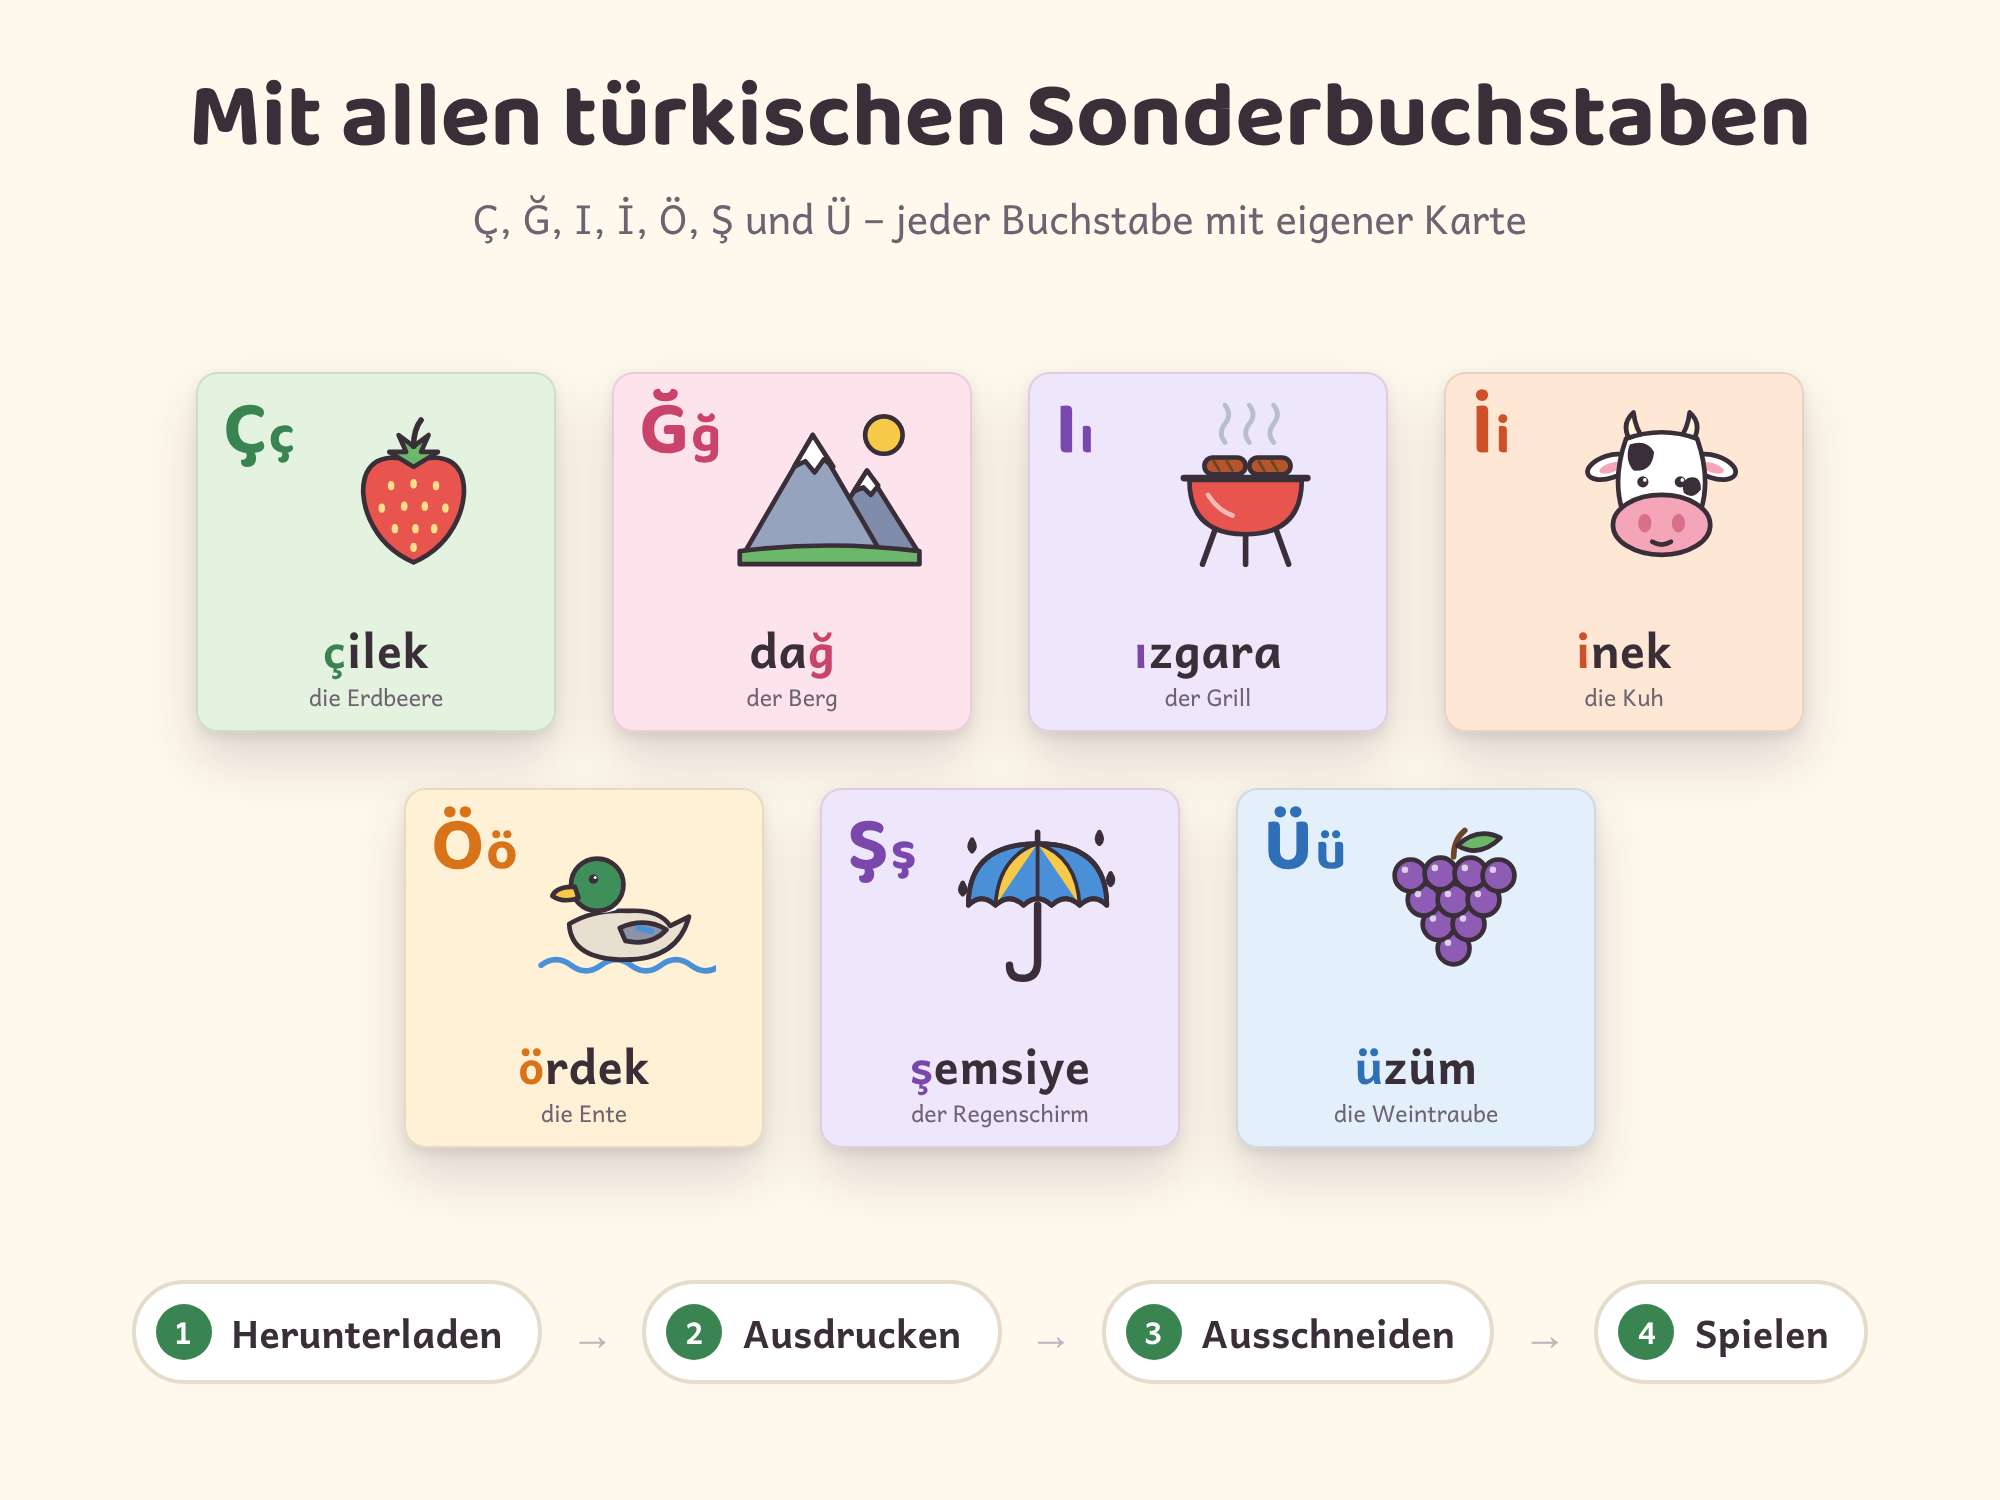 Mit allen türkischen Sonderbuchstaben
Ç, Ğ, I, İ, Ö, Ş und Ü – jeder Buchstabe mit eigener Karte
Çç
çilek
die Erdbeere
Ğğ
dağ
der Berg
Iı
ızgara
der Grill
İi
inek
die Kuh
Öö
ördek
die Ente
Şş
şemsiye
der Regenschirm
Üü
üzüm
die Weintraube
1 Herunterladen → 2 Ausdrucken → 3 Ausschneiden → 4 Spielen